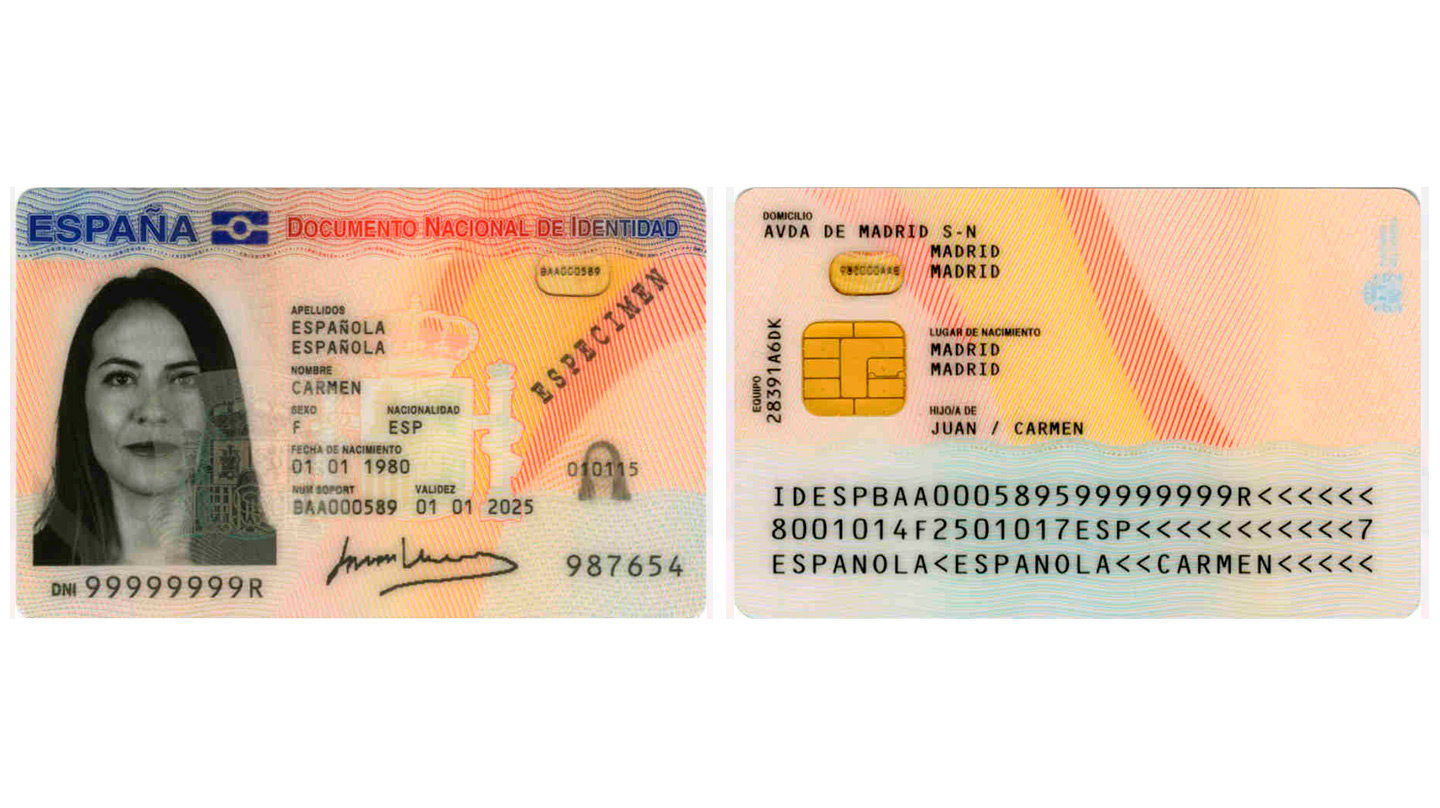 ESPAÑA DOCUMENTO NACIONAL DE IDENTIDAD
BAA000589
ESPECIMEN
APELLIDOS
ESPAÑOLA
ESPAÑOLA
NOMBRE
CARMEN
SEXO NACIONALIDAD
F ESP
FECHA DE NACIMIENTO
01 01 1980
010115
NUM SOPORT VALIDEZ
BAA000589 01 01 2025
987654
DNI 99999999R
DOMICILIO
AVDA DE MADRID S-N
MADRID
MADRID
EQUIPO
28391A6DK
LUGAR DE NACIMIENTO
MADRID
MADRID
HIJO/A DE
JUAN / CARMEN
IDESPBAA000589599999999R<<<<<<
8001014F2501017ESP<<<<<<<<<<<7
ESPANOLA<ESPANOLA<<CARMEN<<<<<